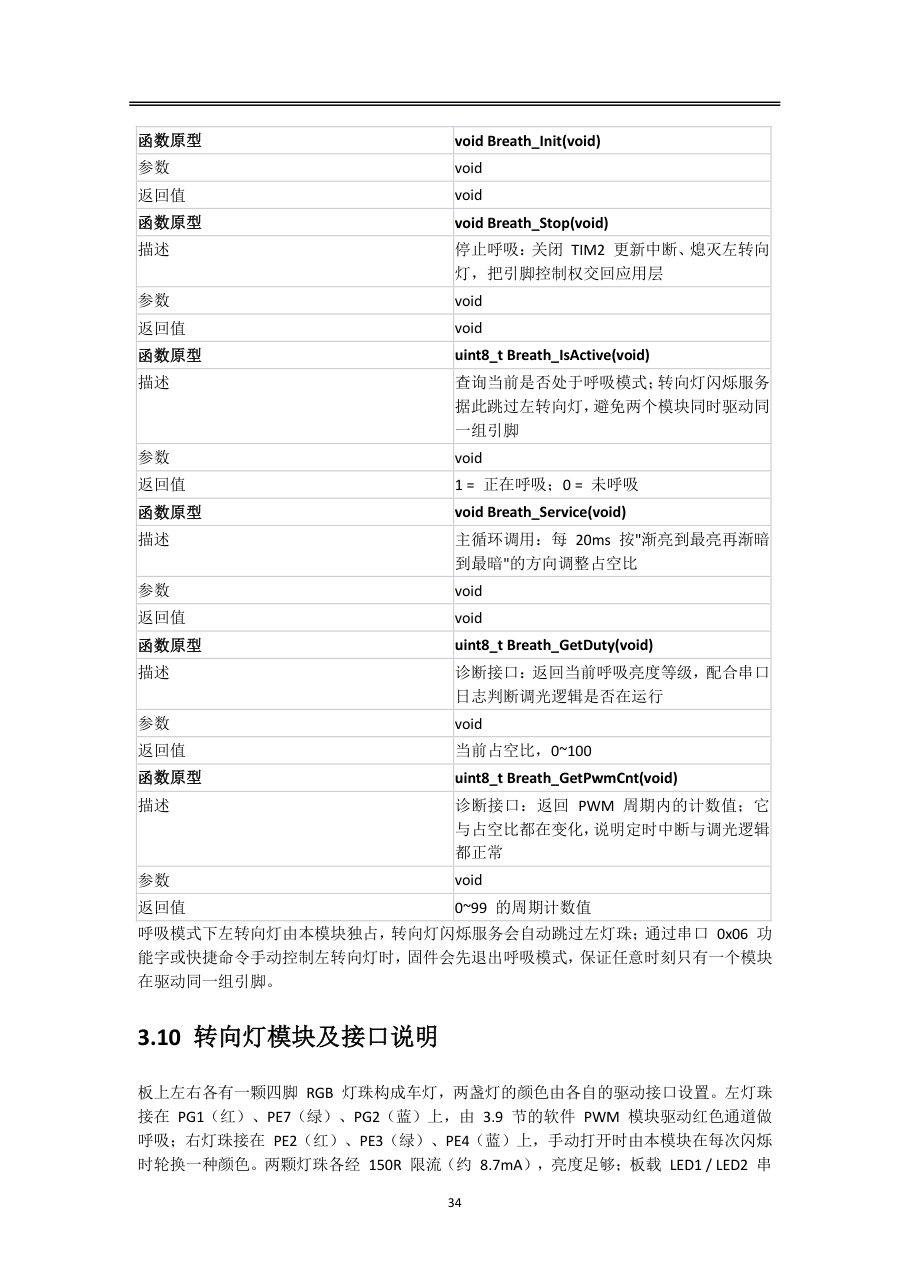 函数原型 void Breath_Init(void)
参数 void
返回值 void
函数原型 void Breath_Stop(void)
描述 停止呼吸：关闭 TIM2 更新中断、熄灭左转向
灯，把引脚控制权交回应用层
参数 void
返回值 void
函数原型 uint8_t Breath_IsActive(void)
描述 查询当前是否处于呼吸模式；转向灯闪烁服务
据此跳过左转向灯，避免两个模块同时驱动同
一组引脚
参数 void
返回值 1 = 正在呼吸；0 = 未呼吸
函数原型 void Breath_Service(void)
描述 主循环调用：每 20ms 按"渐亮到最亮再渐暗
到最暗"的方向调整占空比
参数 void
返回值 void
函数原型 uint8_t Breath_GetDuty(void)
描述 诊断接口：返回当前呼吸亮度等级，配合串口
日志判断调光逻辑是否在运行
参数 void
返回值 当前占空比，0~100
函数原型 uint8_t Breath_GetPwmCnt(void)
描述 诊断接口：返回 PWM 周期内的计数值；它
与占空比都在变化，说明定时中断与调光逻辑
都正常
参数 void
返回值 0~99 的周期计数值
呼吸模式下左转向灯由本模块独占，转向灯闪烁服务会自动跳过左灯珠；通过串口 0x06 功
能字或快捷命令手动控制左转向灯时，固件会先退出呼吸模式，保证任意时刻只有一个模块
在驱动同一组引脚。
3.10 转向灯模块及接口说明
板上左右各有一颗四脚 RGB 灯珠构成车灯，两盏灯的颜色由各自的驱动接口设置。左灯珠
接在 PG1（红）、PE7（绿）、PG2（蓝）上，由 3.9 节的软件 PWM 模块驱动红色通道做
呼吸；右灯珠接在 PE2（红）、PE3（绿）、PE4（蓝）上，手动打开时由本模块在每次闪烁
时轮换一种颜色。两颗灯珠各经 150R 限流（约 8.7mA），亮度足够；板载 LED1 / LED2 串
34